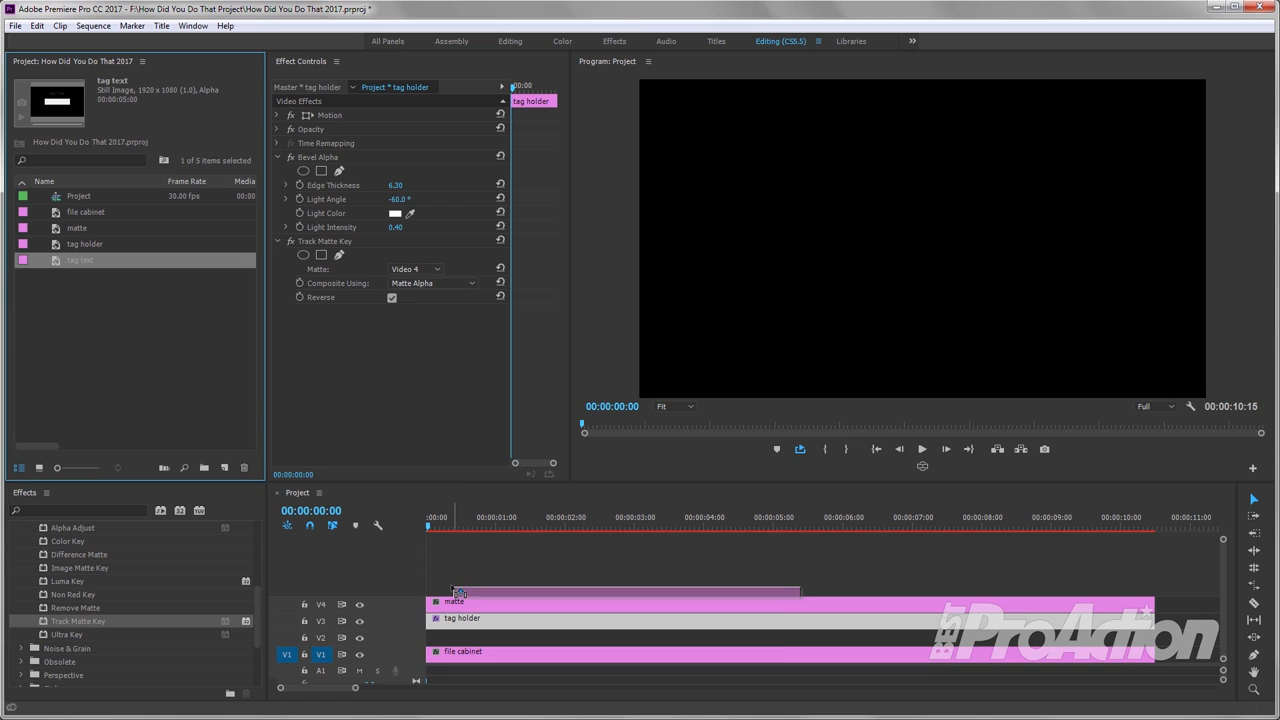 Adobe Premiere Pro CC 2017 - F:\How Did You Do That Project\How Did You Do That 2017.prproj *
File Edit Clip Sequence Marker Title Window Help
All Panels Assembly Editing Color Effects Audio Titles Editing (CS5.5) Libraries
Project: How Did You Do That 2017
tag text
Still Image, 1920 x 1080 (1.0), Alpha
00:00:05:00
How Did You Do That 2017.prproj
1 of 5 items selected
Name Frame Rate Media
Project 30.00 fps 00:00
file cabinet
matte
tag holder
tag text
Effect Controls
Master * tag holder Project * tag holder 00:00
Video Effects tag holder
fx Motion
fx Opacity
fx Time Remapping
fx Bevel Alpha
Edge Thickness 6.30
Light Angle -60.0 °
Light Color
Light Intensity 0.40
fx Track Matte Key
Matte: Video 4
Composite Using: Matte Alpha
Reverse
00:00:00:00
Program: Project
00:00:00:00 Fit Full 00:00:10:15
Effects
Alpha Adjust
Color Key
Difference Matte
Image Matte Key
Luma Key
Non Red Key
Remove Matte
Track Matte Key
Ultra Key
Noise & Grain
Obsolete
Perspective
Project
00:00:00:00
:00:00 00:00:01:00 00:00:02:00 00:00:03:00 00:00:04:00 00:00:05:00 00:00:06:00 00:00:07:00 00:00:08:00 00:00:09:00 00:00:10:00 00:00:11:00
V4 matte
V3 tag holder
V2
V1 V1 file cabinet
A1 M S
BEST ProAction